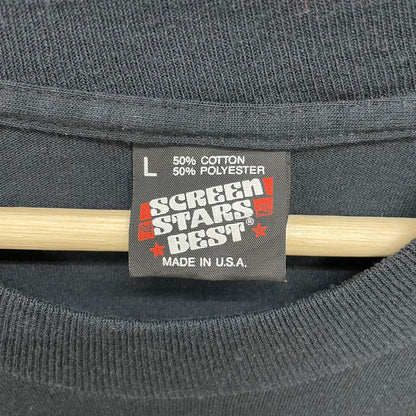 L 50% COTTON
50% POLYESTER
SCREEN
STARS
BEST®
MADE IN U.S.A.